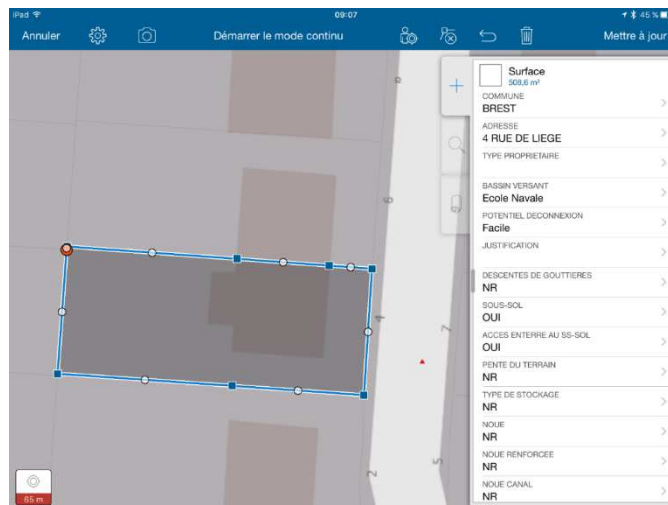 iPad
09:07
45 %
Annuler
Démarrer le mode continu
Mettre à jour
Surface
508,6 m²
COMMUNE
BREST
ADRESSE
4 RUE DE LIEGE
TYPE PROPRIETAIRE
BASSIN VERSANT
Ecole Navale
POTENTIEL DECONNEXION
Facile
JUSTIFICATION
DESCENTES DE GOUTTIERES
NR
SOUS-SOL
OUI
ACCES ENTERRE AU SS-SOL
OUI
PENTE DU TERRAIN
NR
TYPE DE STOCKAGE
NR
NOUE
NR
NOUE RENFORCEE
NR
NOUE CANAL
NR
6
4
7
2
5
65 m